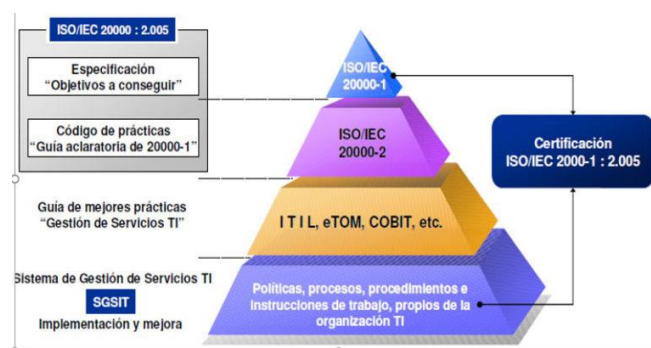 ISO/IEC 20000 : 2.005
Especificación
“Objetivos a conseguir”
Código de prácticas
“Guía aclaratoria de 20000-1”
Guía de mejores prácticas
“Gestión de Servicios TI”
Sistema de Gestión de Servicios TI
SGSIT
Implementación y mejora
ISO/IEC
20000-1
ISO/IEC
20000-2
I T I L, eTOM, COBIT, etc.
Políticas, procesos, procedimientos e
instrucciones de trabajo, propios de la
organización TI
Certificación
ISO/IEC 2000-1 : 2.005